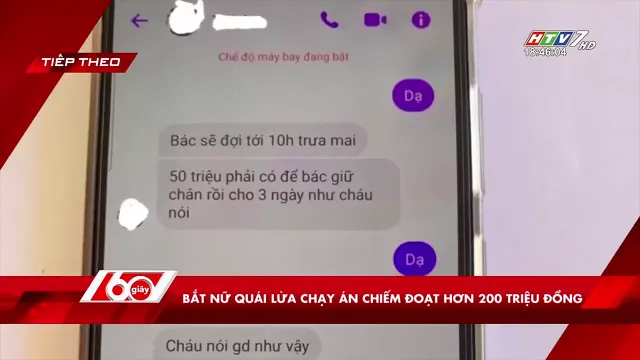 TIẾP THEO
HTV7 HD
18:46:04
Chế độ máy bay đang bật
Dạ
Bác sẽ đợi tới 10h trưa mai
50 triệu phải có để bác giữ
chân rồi cho 3 ngày như cháu
nói
Dạ
60 giây
BẮT NỮ QUÁI LỪA CHẠY ÁN CHIẾM ĐOẠT HƠN 200 TRIỆU ĐỒNG
Cháu nói gd như vậy